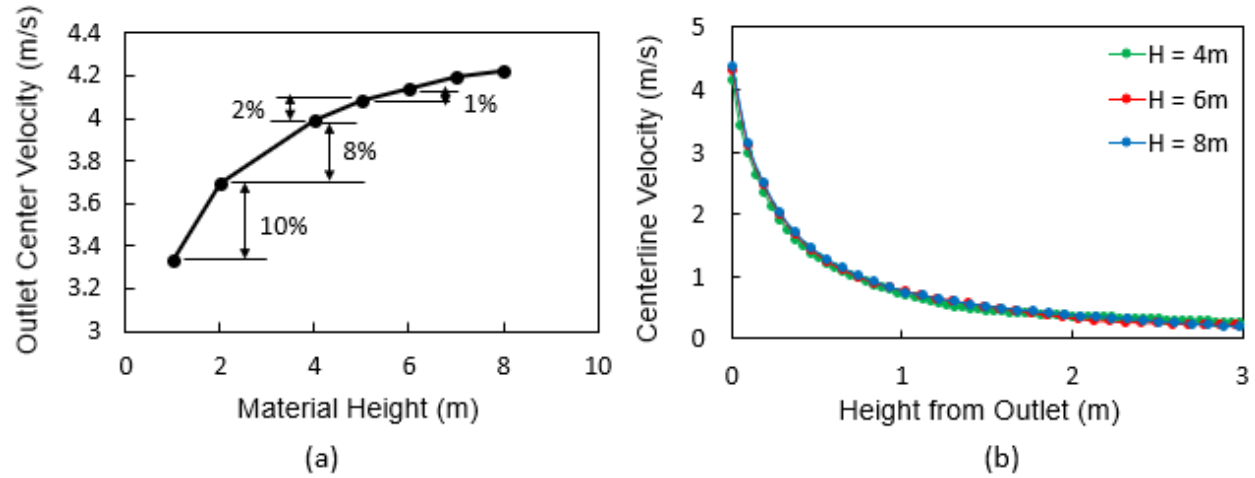 Outlet Center Velocity (m/s)
4.4
4.2
4
3.8
3.6
3.4
3.2
3
2%
1%
8%
10%
0 2 4 6 8 10
Material Height (m)
(a)
Centerline Velocity (m/s)
5
4
3
2
1
0
H = 4m
H = 6m
H = 8m
0 1 2 3
Height from Outlet (m)
(b)